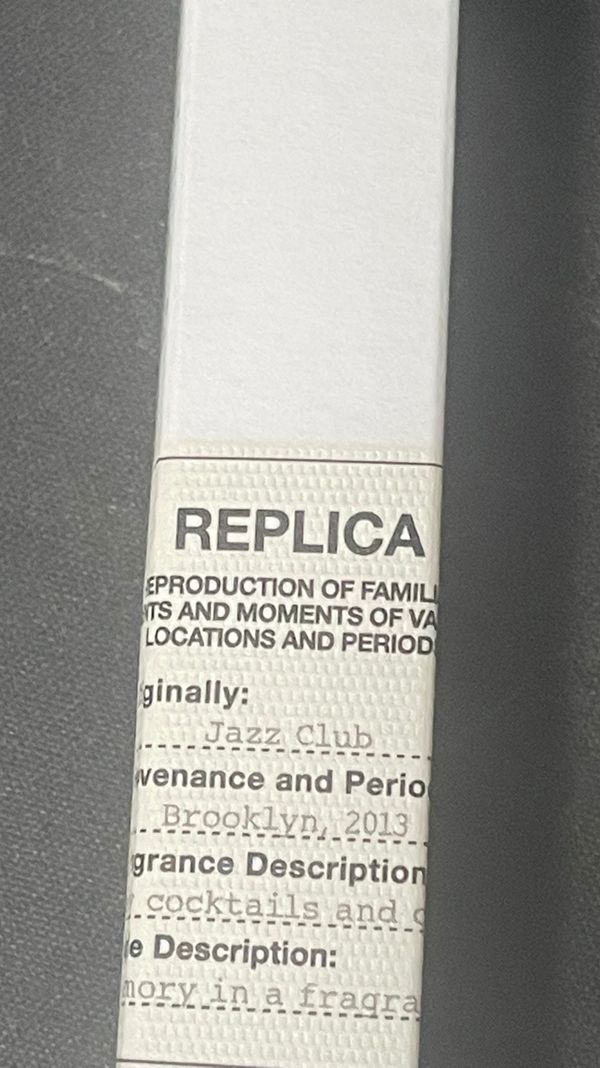 REPLICA
EPRODUCTION OF FAMILI
TS AND MOMENTS OF VA
LOCATIONS AND PERIOD
ginally:
Jazz Club
venance and Perio
Brooklyn, 2013
grance Description
cocktails and c
e Description:
mory in a fragra